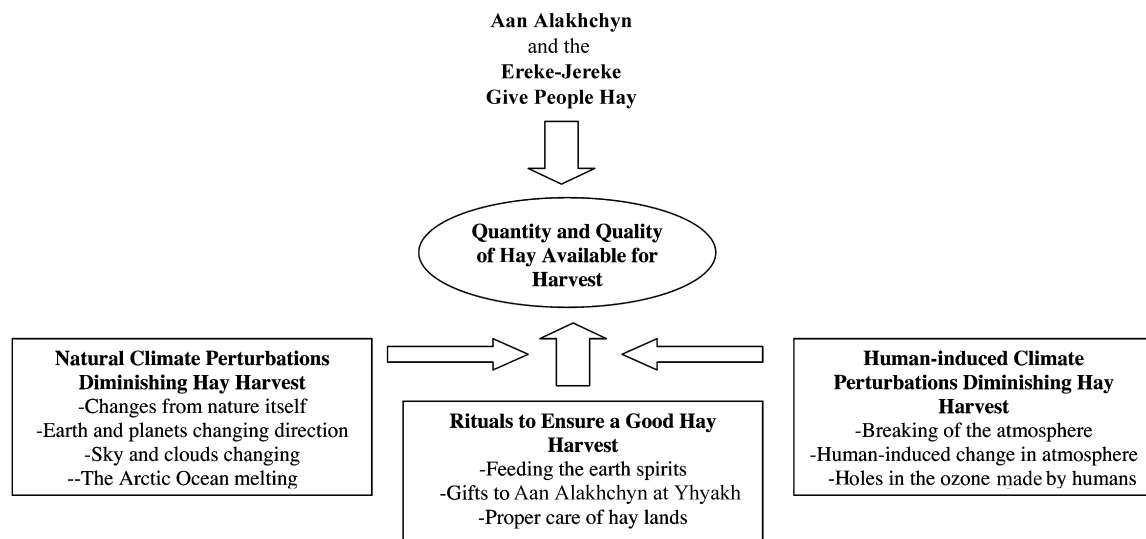 Aan Alakhchyn
and the
Ereke-Jereke
Give People Hay
Quantity and Quality
of Hay Available for
Harvest
Natural Climate Perturbations
Diminishing Hay Harvest
-Changes from nature itself
-Earth and planets changing direction
-Sky and clouds changing
--The Arctic Ocean melting
Rituals to Ensure a Good Hay
Harvest
-Feeding the earth spirits
-Gifts to Aan Alakhchyn at Yhyakh
-Proper care of hay lands
Human-induced Climate
Perturbations Diminishing Hay
Harvest
-Breaking of the atmosphere
-Human-induced change in atmosphere
-Holes in the ozone made by humans